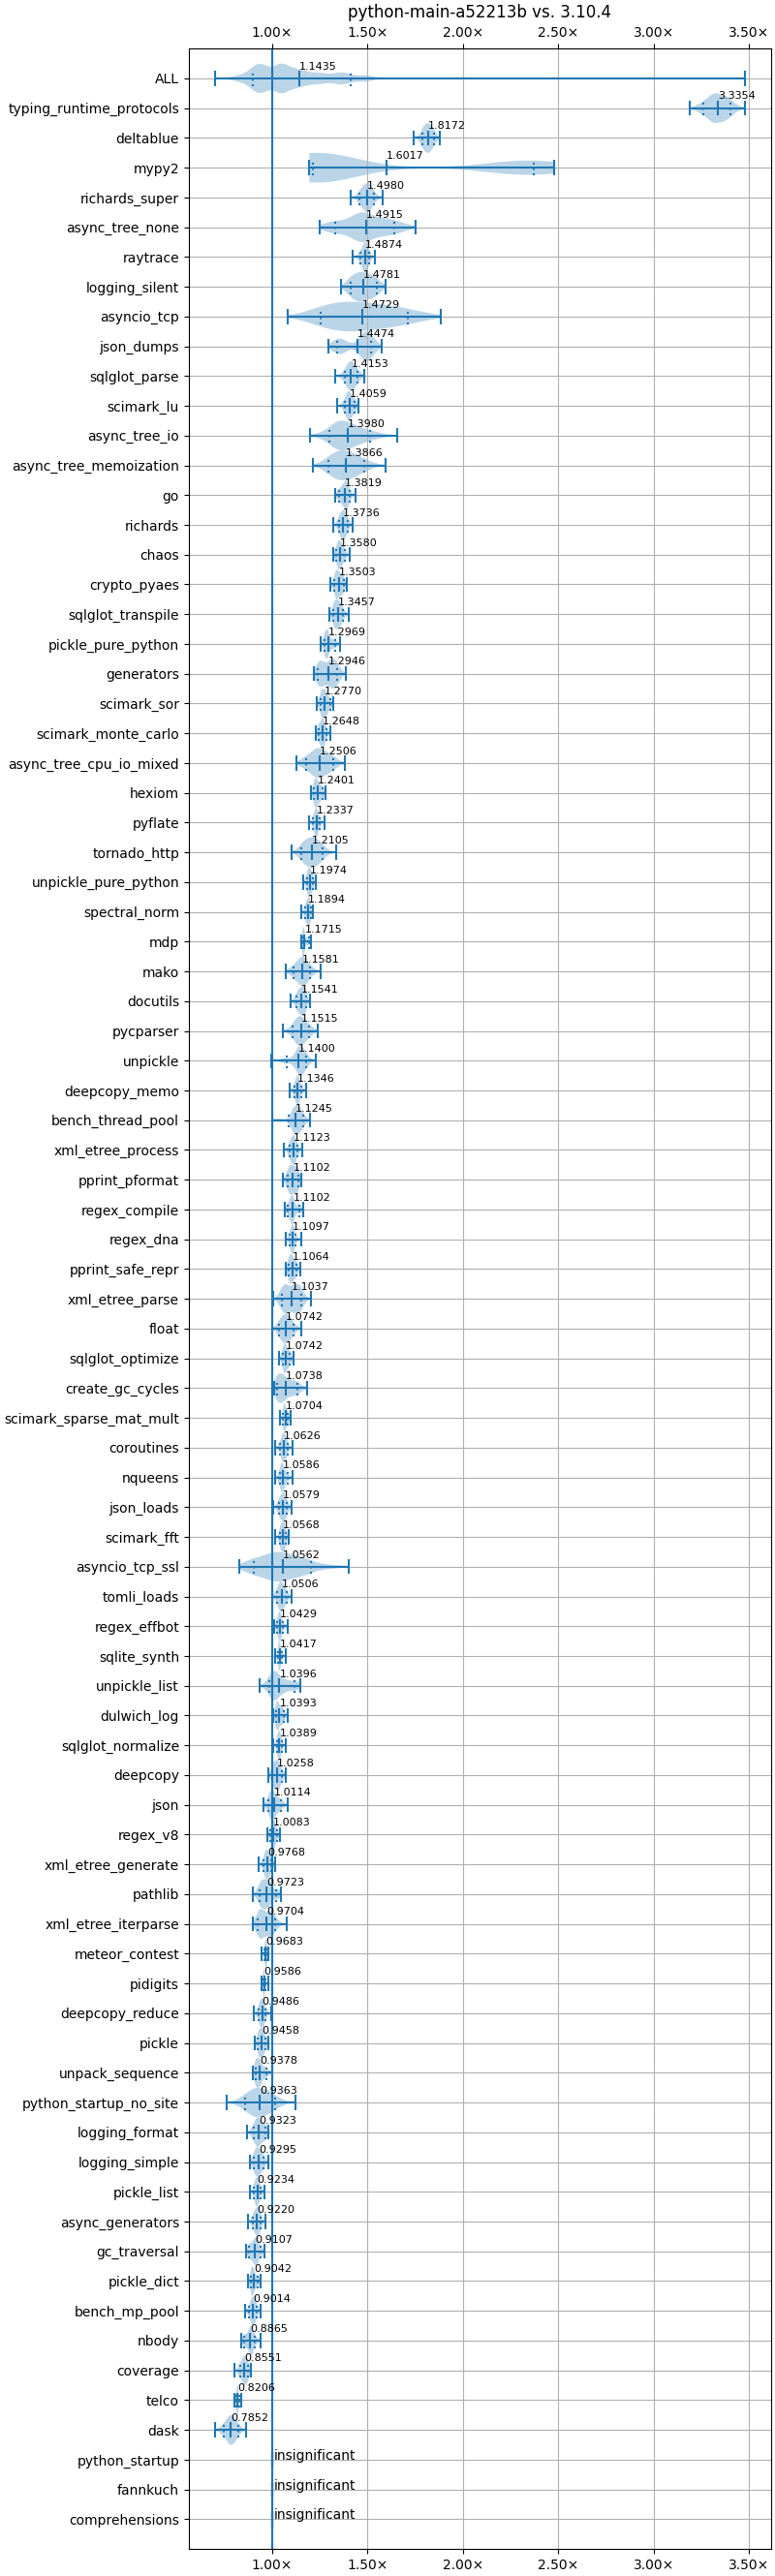 python-main-a52213b vs. 3.10.4
1.00× 1.50× 2.00× 2.50× 3.00× 3.50×
ALL 1.1435
typing_runtime_protocols 3.3354
deltablue 1.8172
mypy2 1.6017
richards_super 1.4980
async_tree_none 1.4915
raytrace 1.4874
logging_silent 1.4781
asyncio_tcp 1.4729
json_dumps 1.4474
sqlglot_parse 1.4153
scimark_lu 1.4059
async_tree_io 1.3980
async_tree_memoization 1.3866
go 1.3819
richards 1.3736
chaos 1.3580
crypto_pyaes 1.3503
sqlglot_transpile 1.3457
pickle_pure_python 1.2969
generators 1.2946
scimark_sor 1.2770
scimark_monte_carlo 1.2648
async_tree_cpu_io_mixed 1.2506
hexiom 1.2401
pyflate 1.2337
tornado_http 1.2105
unpickle_pure_python 1.1974
spectral_norm 1.1894
mdp 1.1715
mako 1.1581
docutils 1.1541
pycparser 1.1515
unpickle 1.1400
deepcopy_memo 1.1346
bench_thread_pool 1.1245
xml_etree_process 1.1123
pprint_pformat 1.1102
regex_compile 1.1102
regex_dna 1.1097
pprint_safe_repr 1.1064
xml_etree_parse 1.1037
float 1.0742
sqlglot_optimize 1.0742
create_gc_cycles 1.0738
scimark_sparse_mat_mult 1.0704
coroutines 1.0626
nqueens 1.0586
json_loads 1.0579
scimark_fft 1.0568
asyncio_tcp_ssl 1.0562
tomli_loads 1.0506
regex_effbot 1.0429
sqlite_synth 1.0417
unpickle_list 1.0396
dulwich_log 1.0393
sqlglot_normalize 1.0389
deepcopy 1.0258
json 1.0114
regex_v8 1.0083
xml_etree_generate 0.9768
pathlib 0.9723
xml_etree_iterparse 0.9704
meteor_contest 0.9683
pidigits 0.9586
deepcopy_reduce 0.9486
pickle 0.9458
unpack_sequence 0.9378
python_startup_no_site 0.9363
logging_format 0.9323
logging_simple 0.9295
pickle_list 0.9234
async_generators 0.9220
gc_traversal 0.9107
pickle_dict 0.9042
bench_mp_pool 0.9014
nbody 0.8865
coverage 0.8551
telco 0.8206
dask 0.7852
python_startup insignificant
fannkuch insignificant
comprehensions insignificant
1.00× 1.50× 2.00× 2.50× 3.00× 3.50×